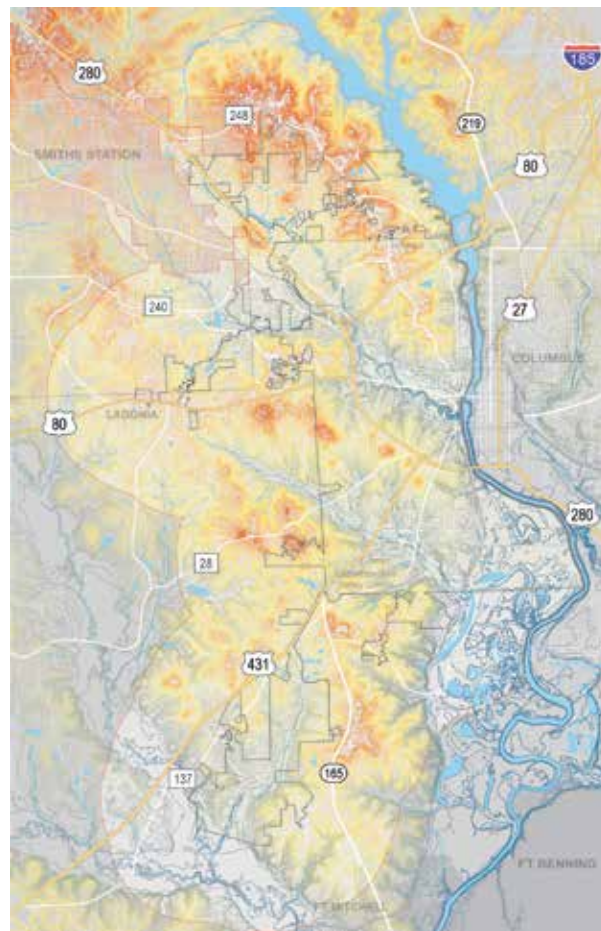 185
280
248
219
SMITHS STATION
80
240
27
COLUMBUS
LADONIA
80
280
28
431
137
165
FT BENNING
FT MITCHELL